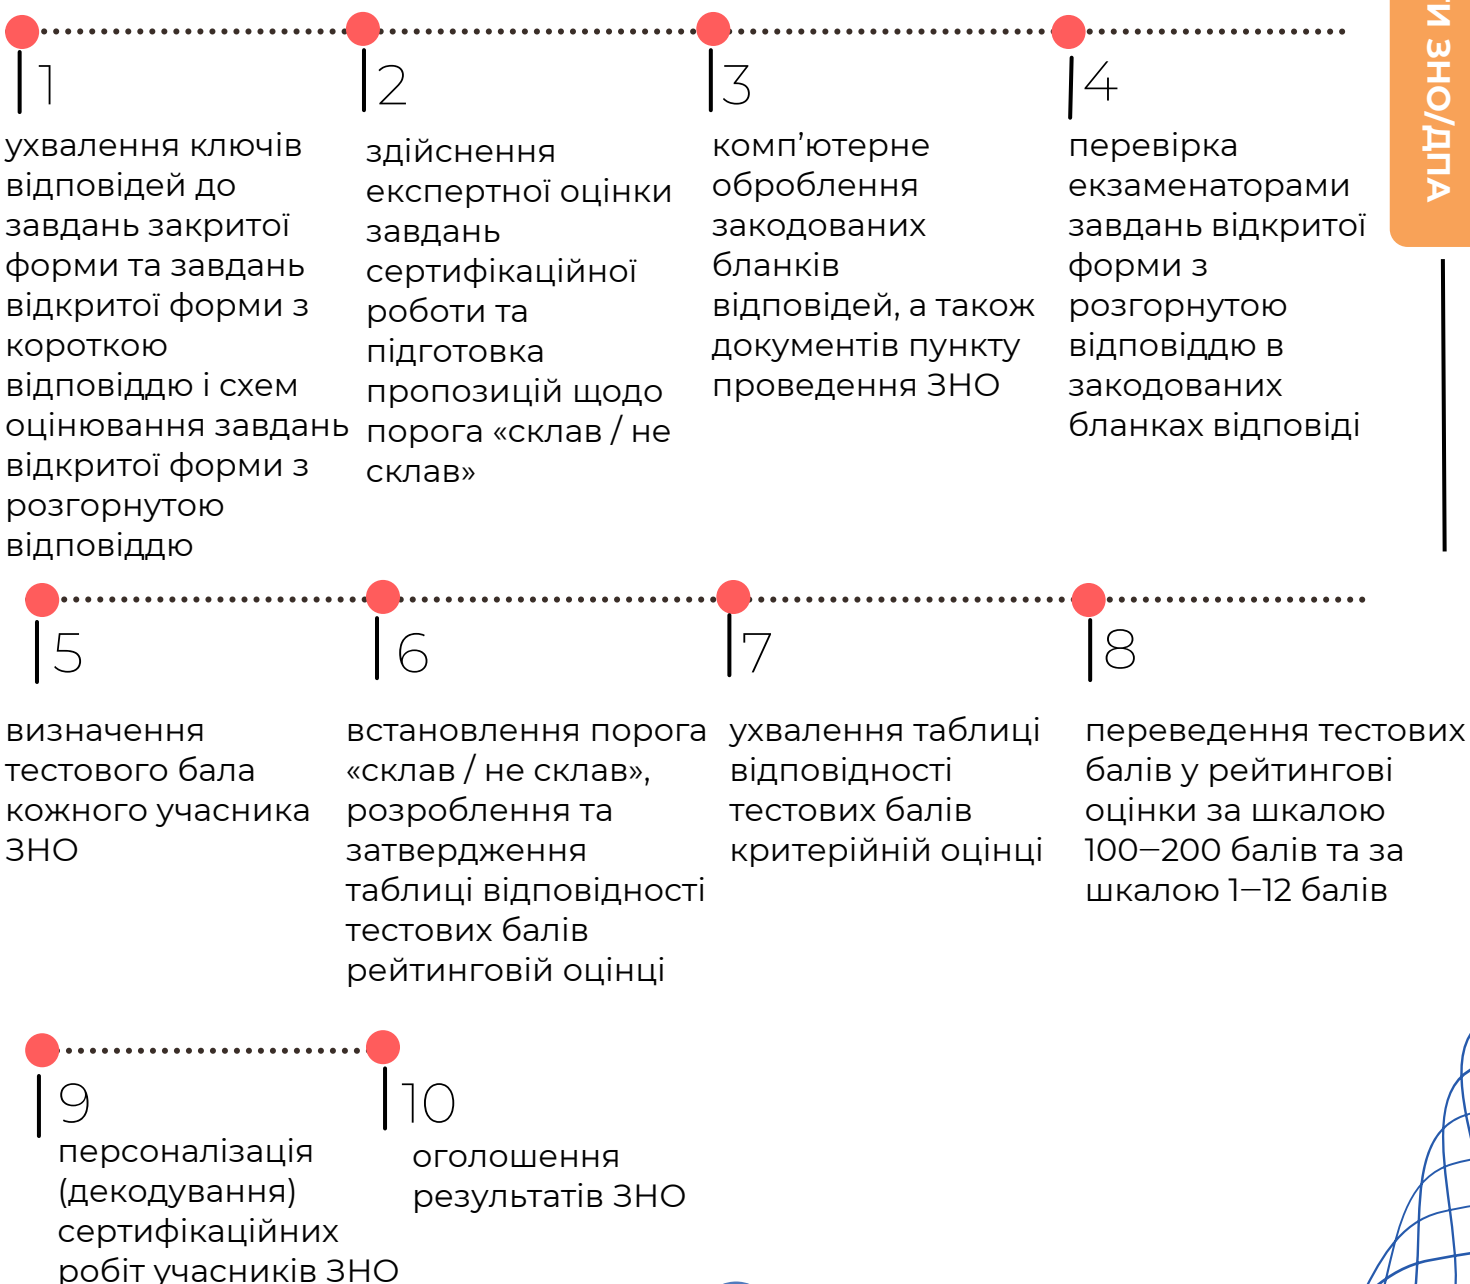 1
ухвалення ключів
відповідей до
завдань закритої
форми та завдань
відкритої форми з
короткою
відповіддю і схем
оцінювання завдань
відкритої форми з
розгорнутою
відповіддю
2
здійснення
експертної оцінки
завдань
сертифікаційної
роботи та
підготовка
пропозицій щодо
порога «склав / не
склав»
3
комп’ютерне
оброблення
закодованих
бланків
відповідей, а також
документів пункту
проведення ЗНО
4
перевірка
екзаменаторами
завдань відкритої
форми з
розгорнутою
відповіддю в
закодованих
бланках відповіді
ЗНО/ДПА
5
визначення
тестового бала
кожного учасника
ЗНО
6
встановлення порога
«склав / не склав»,
розроблення та
затвердження
таблиці відповідності
тестових балів
рейтинговій оцінці
7
ухвалення таблиці
відповідності
тестових балів
критерійній оцінці
8
переведення тестових
балів у рейтингові
оцінки за шкалою
100–200 балів та за
шкалою 1–12 балів
9
персоналізація
(декодування)
сертифікаційних
робіт учасників ЗНО
10
оголошення
результатів ЗНО